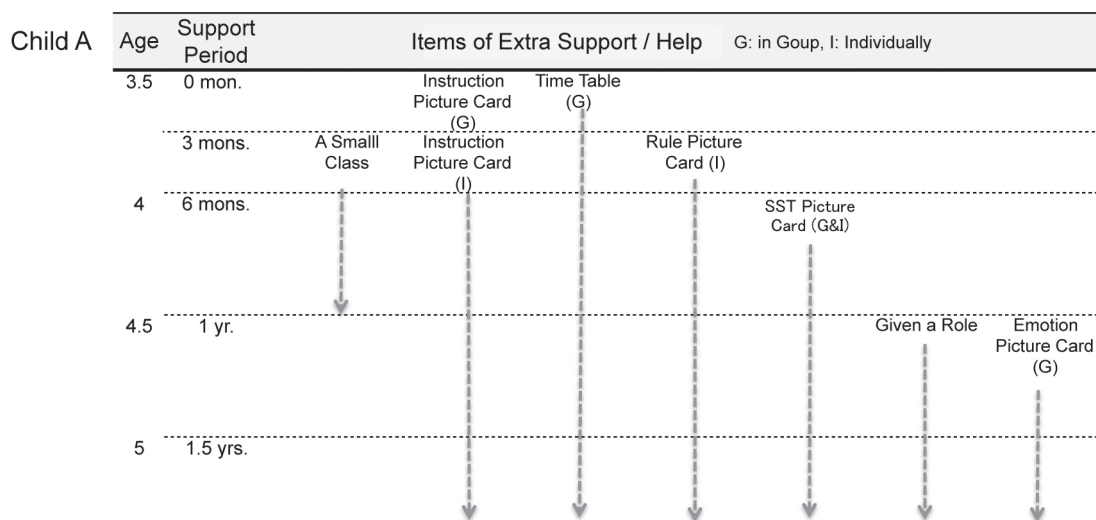 Child A
Age
Support
Period
Items of Extra Support / Help
G: in Goup, I: Individually
3.5
0 mon.
Instruction
Picture Card
(G)
Time Table
(G)
3 mons.
A Smalll
Class
Instruction
Picture Card
(I)
Rule Picture
Card (I)
4
6 mons.
SST Picture
Card (G&I)
4.5
1 yr.
Given a Role
Emotion
Picture Card
(G)
5
1.5 yrs.